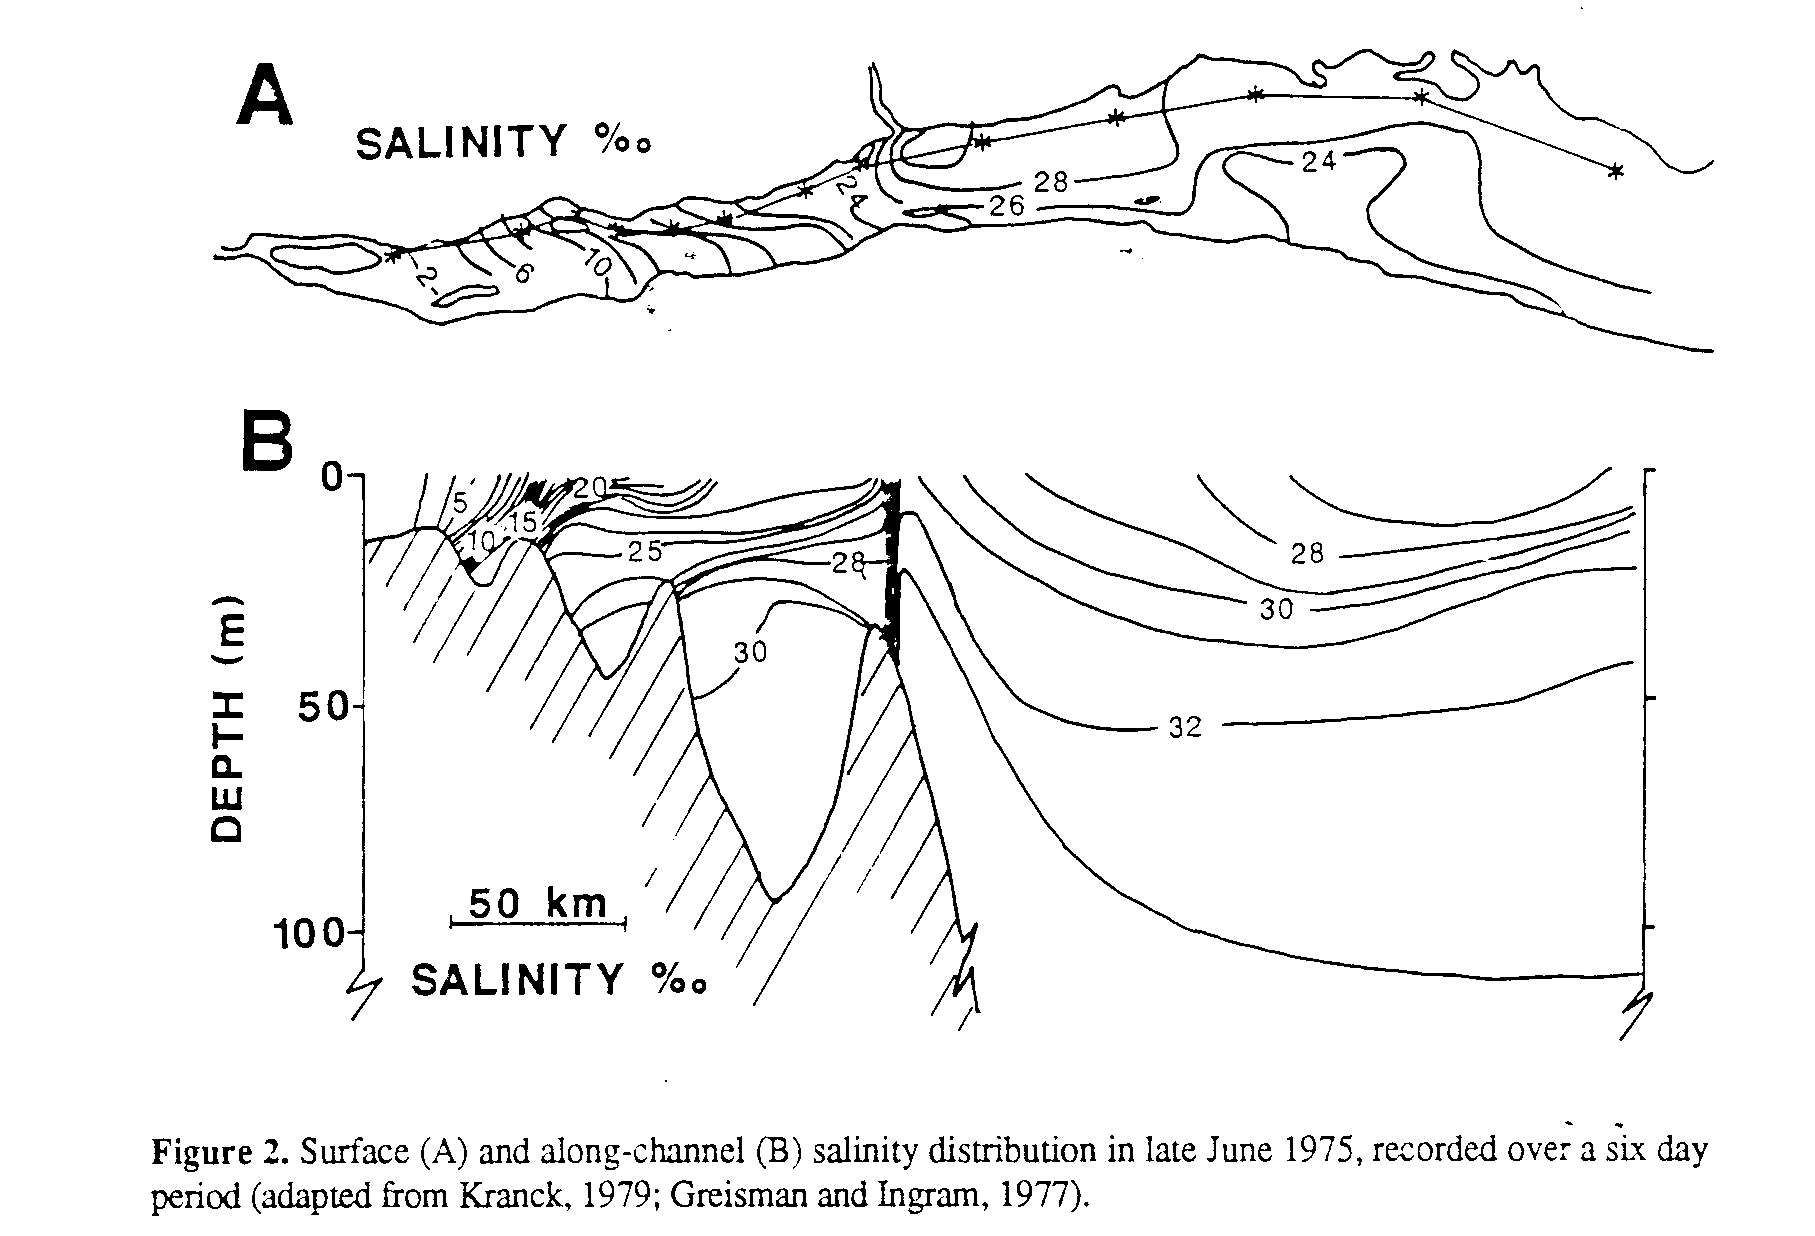 A
SALINITY ‰
24
28
26
24
2
6
10
B
0
5
10
15
20
25
28
30
28
30
32
50
100
DEPTH (m)
50 km
SALINITY ‰
Figure 2. Surface (A) and along-channel (B) salinity distribution in late June 1975, recorded over a six day
period (adapted from Kranck, 1979; Greisman and Ingram, 1977).